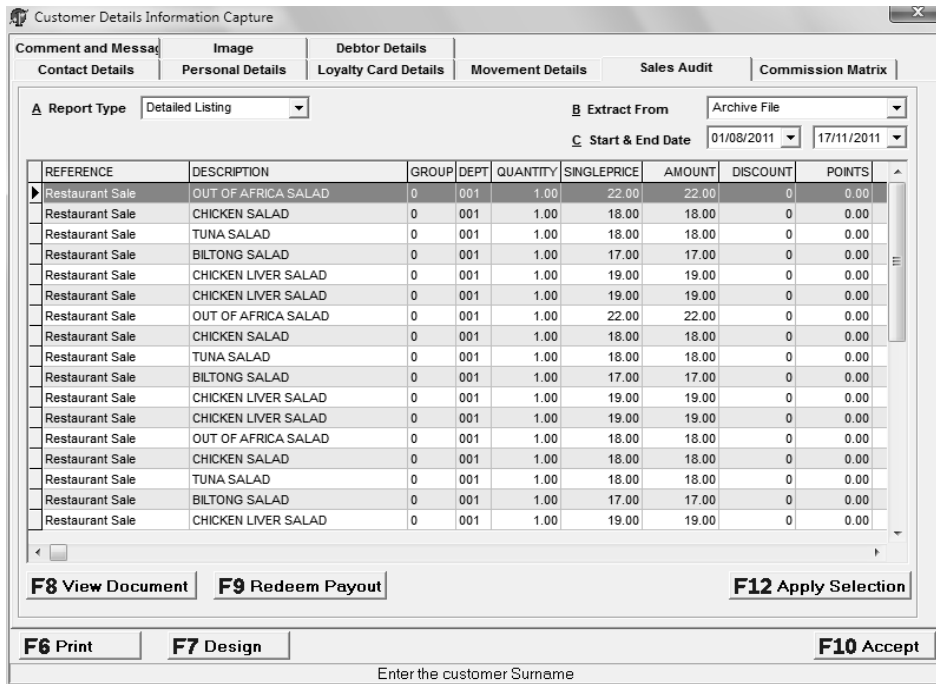 Customer Details Information Capture
x
Comment and Messag Image Debtor Details
Contact Details Personal Details Loyalty Card Details Movement Details Sales Audit Commission Matrix
A Report Type Detailed Listing B Extract From Archive File
C Start & End Date 01/08/2011 17/11/2011
REFERENCE DESCRIPTION GROUP DEPT QUANTITY SINGLEPRICE AMOUNT DISCOUNT POINTS
Restaurant Sale OUT OF AFRICA SALAD 0 001 1.00 22.00 22.00 0 0.00
Restaurant Sale CHICKEN SALAD 0 001 1.00 18.00 18.00 0 0.00
Restaurant Sale TUNA SALAD 0 001 1.00 18.00 18.00 0 0.00
Restaurant Sale BILTONG SALAD 0 001 1.00 17.00 17.00 0 0.00
Restaurant Sale CHICKEN LIVER SALAD 0 001 1.00 19.00 19.00 0 0.00
Restaurant Sale CHICKEN LIVER SALAD 0 001 1.00 19.00 19.00 0 0.00
Restaurant Sale OUT OF AFRICA SALAD 0 001 1.00 22.00 22.00 0 0.00
Restaurant Sale CHICKEN SALAD 0 001 1.00 18.00 18.00 0 0.00
Restaurant Sale TUNA SALAD 0 001 1.00 18.00 18.00 0 0.00
Restaurant Sale BILTONG SALAD 0 001 1.00 17.00 17.00 0 0.00
Restaurant Sale CHICKEN LIVER SALAD 0 001 1.00 19.00 19.00 0 0.00
Restaurant Sale CHICKEN LIVER SALAD 0 001 1.00 19.00 19.00 0 0.00
Restaurant Sale OUT OF AFRICA SALAD 0 001 1.00 18.00 18.00 0 0.00
Restaurant Sale CHICKEN SALAD 0 001 1.00 18.00 18.00 0 0.00
Restaurant Sale TUNA SALAD 0 001 1.00 18.00 18.00 0 0.00
Restaurant Sale BILTONG SALAD 0 001 1.00 17.00 17.00 0 0.00
Restaurant Sale CHICKEN LIVER SALAD 0 001 1.00 19.00 19.00 0 0.00
F8 View Document F9 Redeem Payout F12 Apply Selection
F6 Print F7 Design F10 Accept
Enter the customer Surname